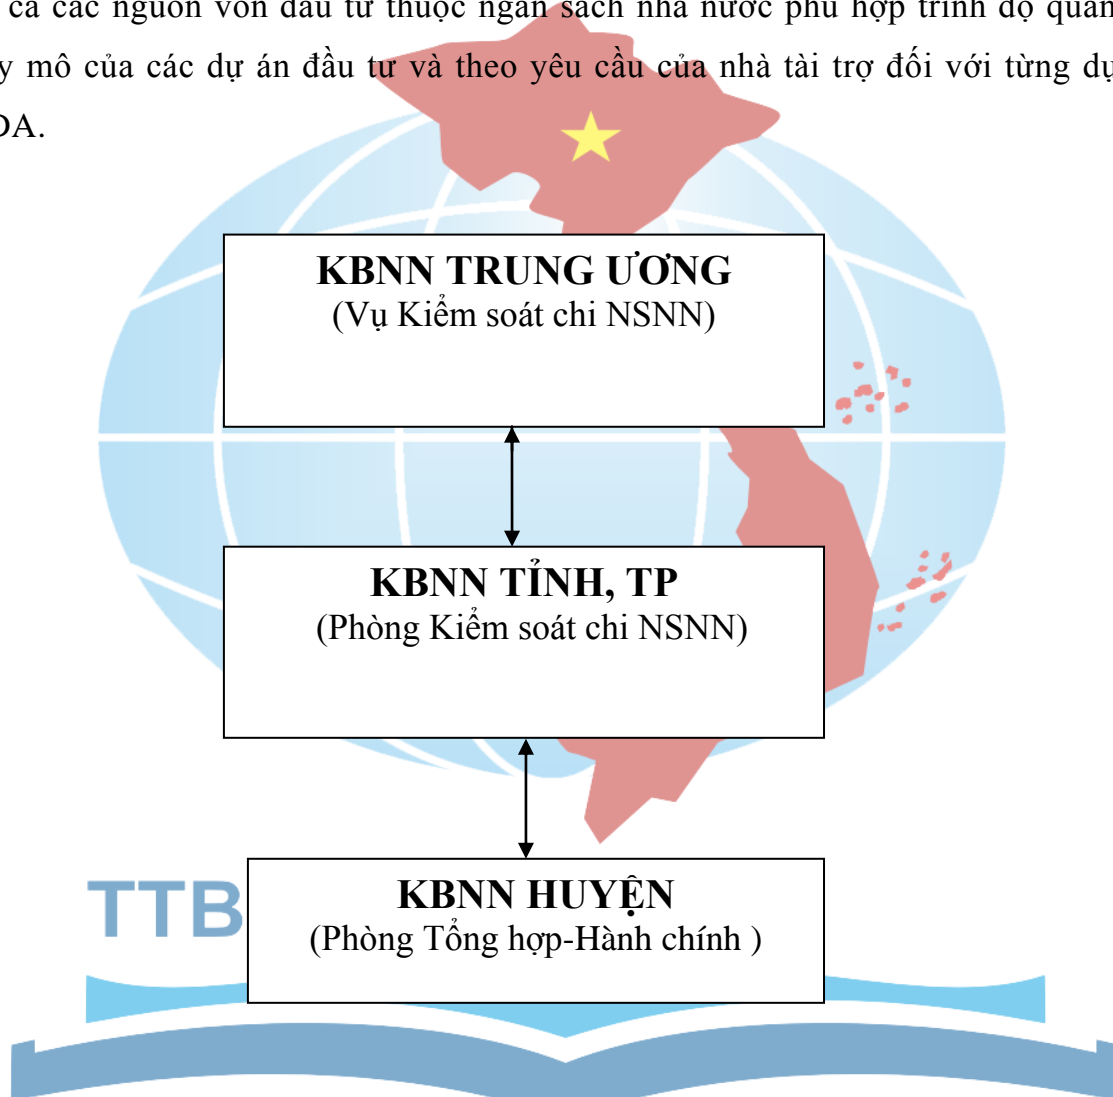 cả các nguồn vốn đầu tư thuộc ngân sách nhà nước phù hợp trình độ quản
mô của các dự án đầu tư và theo yêu cầu của nhà tài trợ đối với từng dự
DA.
KBNN TRUNG ƯƠNG
(Vụ Kiểm soát chi NSNN)
KBNN TỈNH, TP
(Phòng Kiểm soát chi NSNN)
KBNN HUYỆN
(Phòng Tổng hợp-Hành chính )
TTB